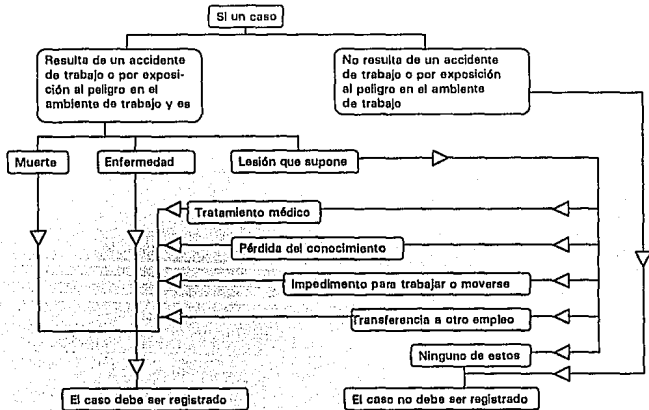 Si un caso
Resulta de un accidente
de trabajo o por exposi-
ción al peligro en el
ambiente de trabajo y es
No resulta de un accidente
de trabajo o por exposición
al peligro en el ambiente
de trabajo
Muerte
Enfermedad
Lesión que supone
Tratamiento médico
Pérdida del conocimiento
Impedimento para trabajar o moverse
Transferencia a otro empleo
Ninguno de estos
El caso debe ser registrado
El caso no debe ser registrado